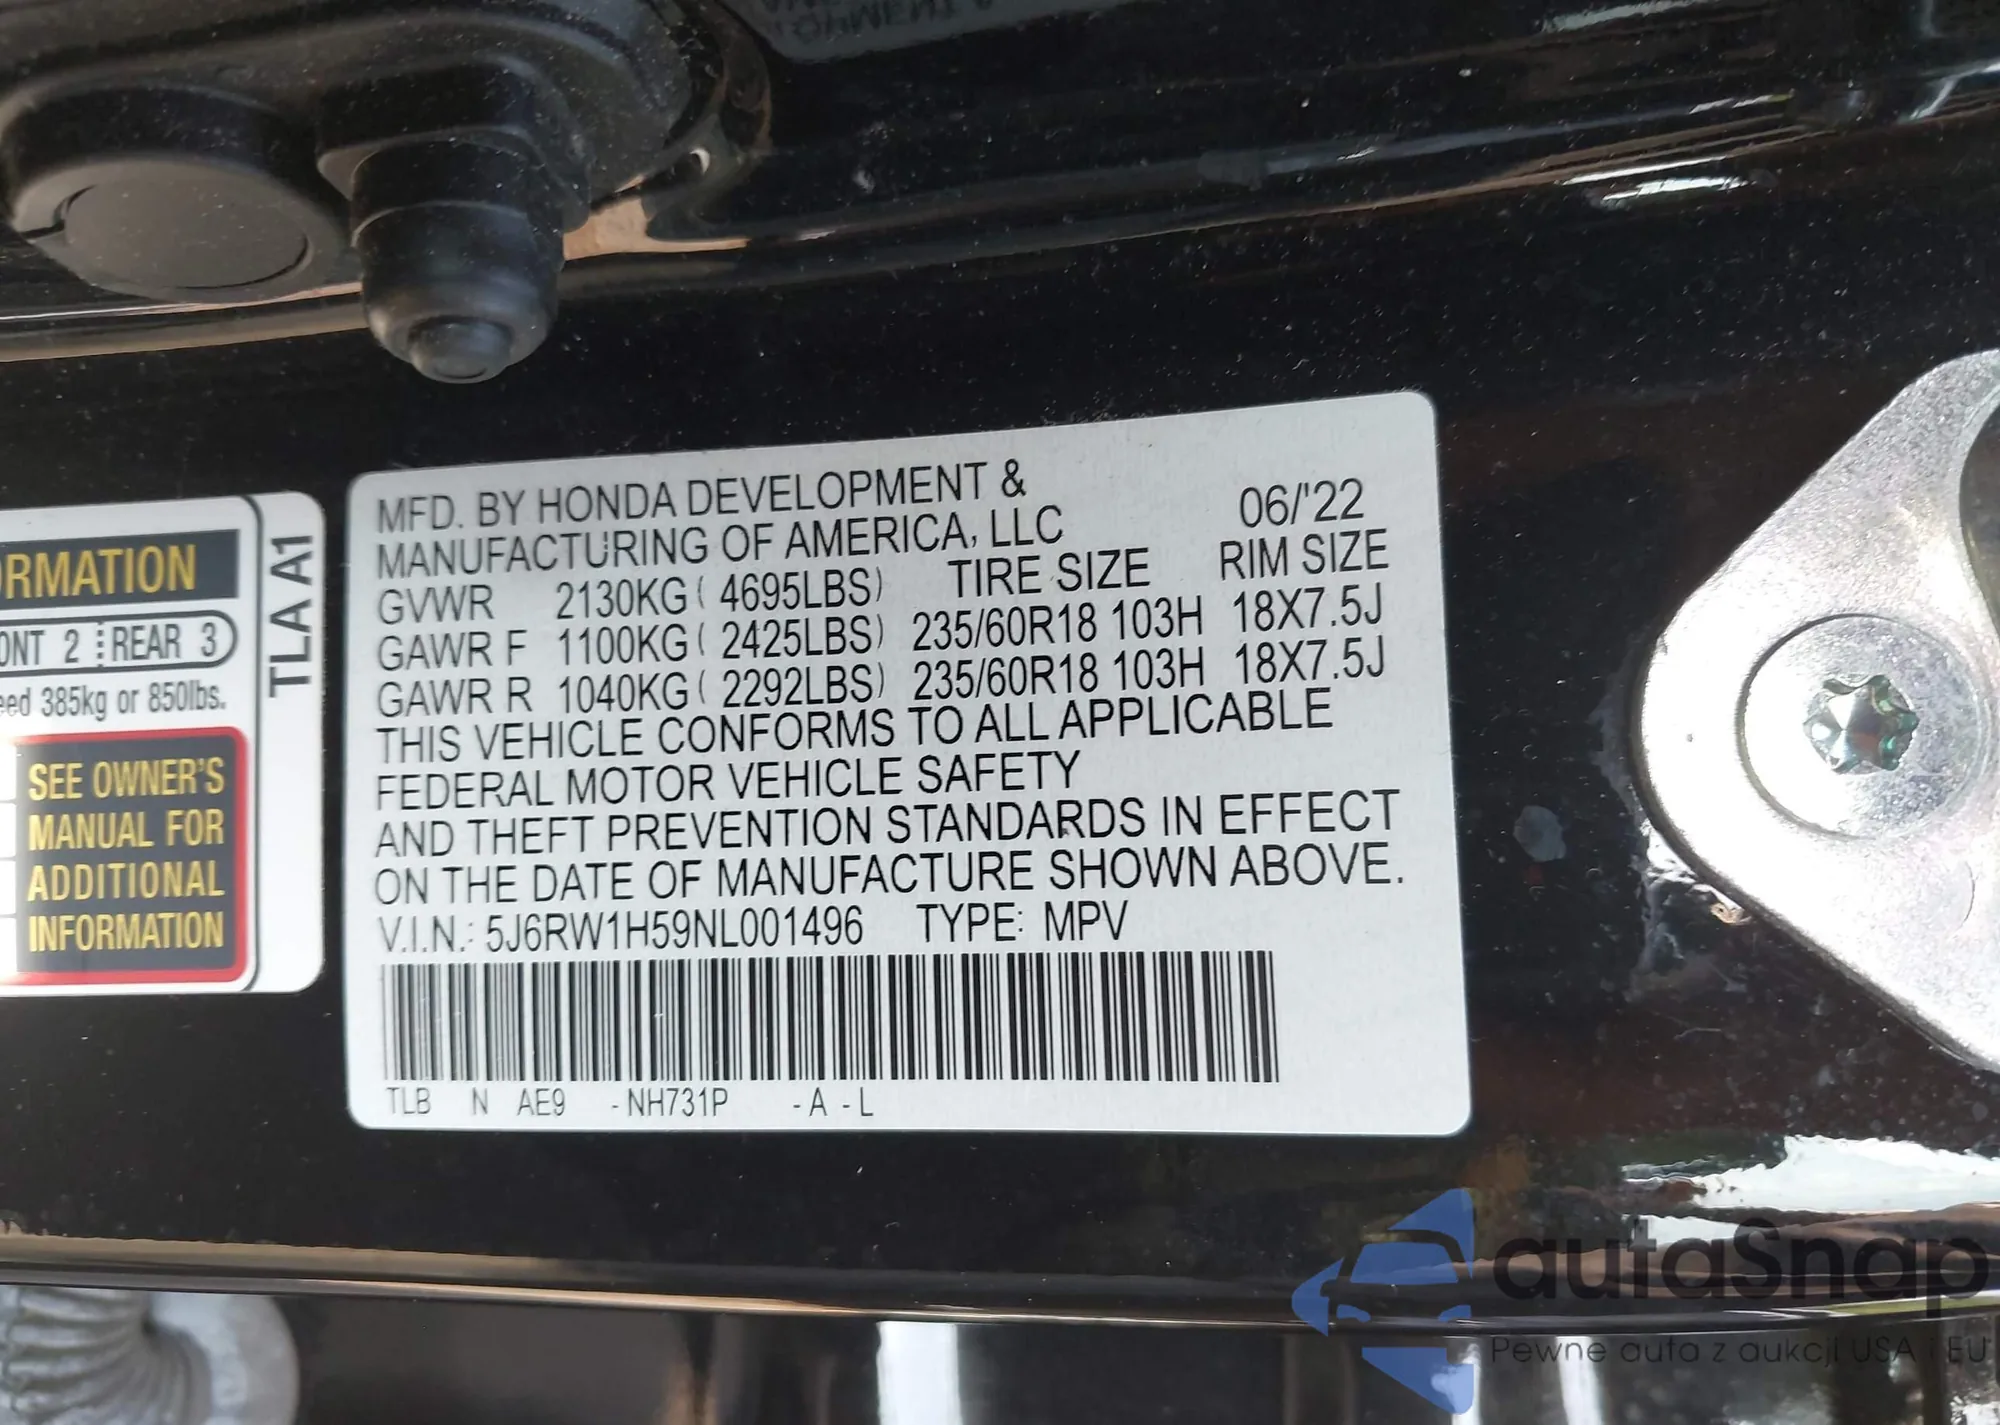 ORMATION
ONT 2 REAR 3
eed 385kg or 850lbs.
SEE OWNER'S
MANUAL FOR
ADDITIONAL
INFORMATION
TLA A1
MFD. BY HONDA DEVELOPMENT &
MANUFACTURING OF AMERICA, LLC 06/'22
GVWR 2130KG ( 4695LBS) TIRE SIZE RIM SIZE
GAWR F 1100KG ( 2425LBS) 235/60R18 103H 18X7.5J
GAWR R 1040KG ( 2292LBS) 235/60R18 103H 18X7.5J
THIS VEHICLE CONFORMS TO ALL APPLICABLE
FEDERAL MOTOR VEHICLE SAFETY
AND THEFT PREVENTION STANDARDS IN EFFECT
ON THE DATE OF MANUFACTURE SHOWN ABOVE.
V.I.N.: 5J6RW1H59NL001496 TYPE: MPV
TLB N AE9 -NH731P -A -L
autaSnap
Pewne auta z aukcji USA i EU